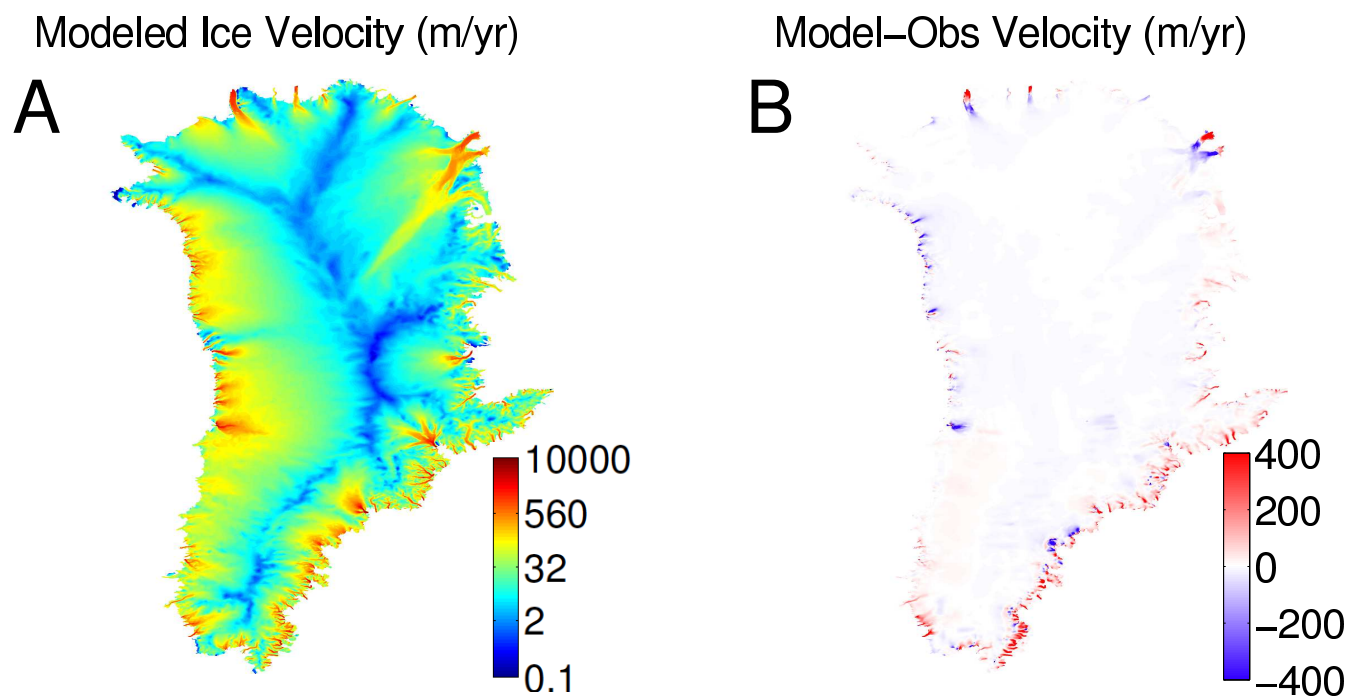 Modeled Ice Velocity (m/yr)
Model–Obs Velocity (m/yr)
A
B
10000
560
32
2
0.1
400
200
0
−200
−400